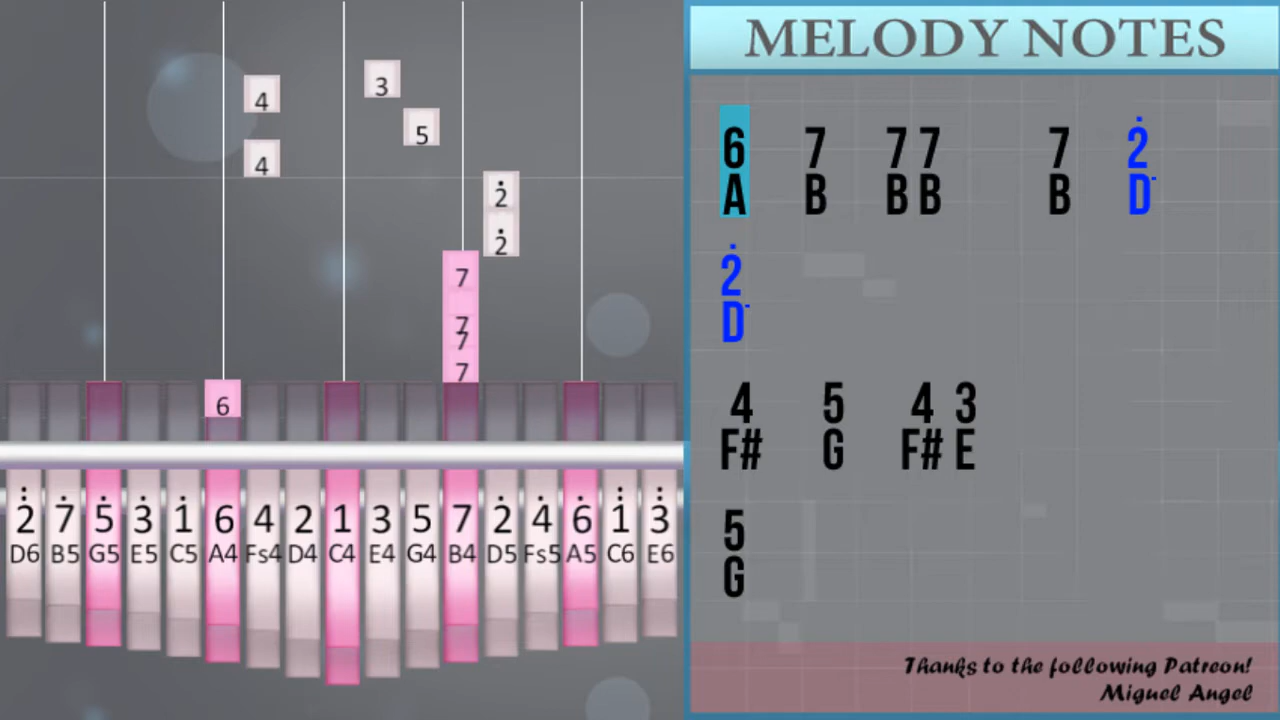 MELODY NOTES
4
3
5
4
2̇
2̇
7
7
7
7
6
6 7 7 7 7 2̇
A B B B B D
2̇
D
4 5 4 3
F# G F# E
5
G
2̈ 7̇ 5̇ 3̇ 1̇ 6 4 2 1 3 5 7 2̇ 4̇ 6̇ 1̈ 3̈
D6 B5 G5 E5 C5 A4 Fs4 D4 C4 E4 G4 B4 D5 Fs5 A5 C6 E6
Thanks to the following Patreon!
Miguel Angel